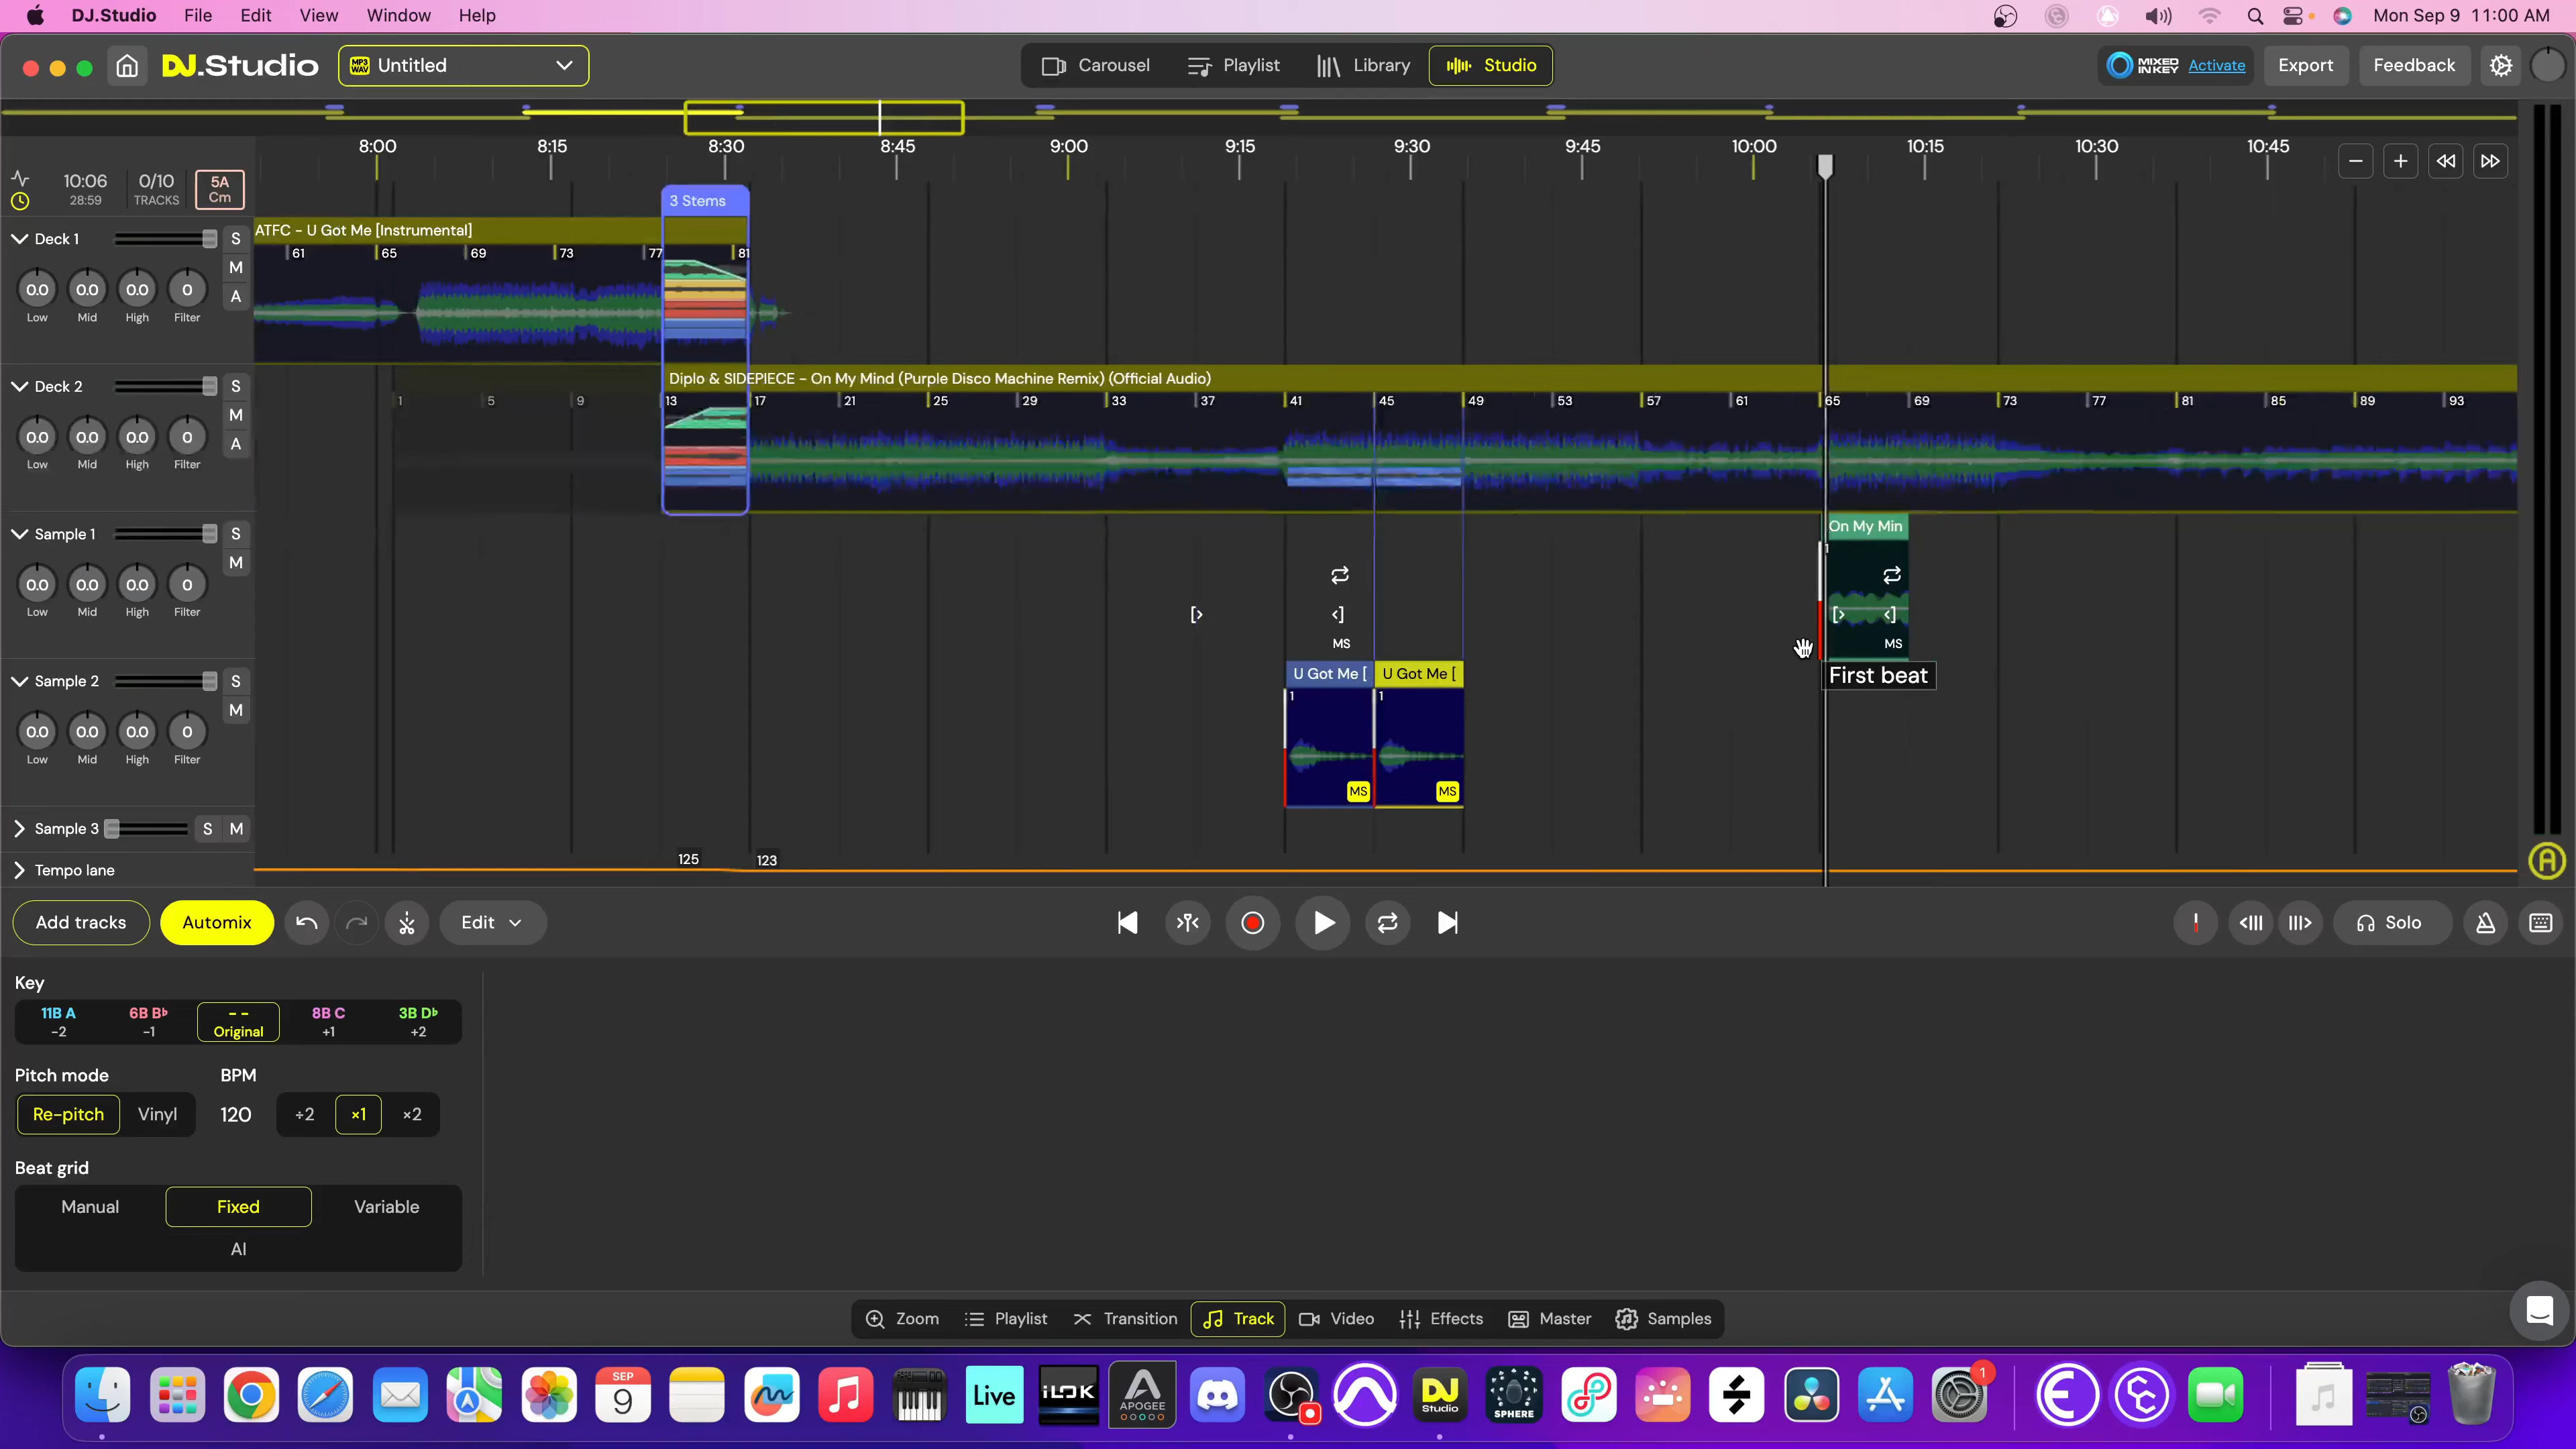 DJ.Studio File Edit View Window Help Mon Sep 9 11:00 AM
DJ.Studio MP3 WAV Untitled Carousel Playlist Library Studio MIXED IN KEY Activate Export Feedback
8:00 8:15 8:30 8:45 9:00 9:15 9:30 9:45 10:00 10:15 10:30 10:45
10:06 28:59 0/10 TRACKS 5A Cm
3 Stems
ATFC - U Got Me [Instrumental]
Deck 1 S
61 65 69 73 77 81
M
0.0 0.0 0.0 0 A
Low Mid High Filter
Diplo & SIDEPIECE - On My Mind (Purple Disco Machine Remix) (Official Audio)
Deck 2 S
1 5 9 13 17 21 25 29 33 37 41 45 49 53 57 61 65 69 73 77 81 85 89 93
M
0.0 0.0 0.0 0 A
Low Mid High Filter
On My Min
Sample 1 S
1
M
0.0 0.0 0.0 0
Low Mid High Filter
MS MS
U Got Me [ U Got Me [ First beat
Sample 2 S
1 1
M
0.0 0.0 0.0 0
Low Mid High Filter
MS MS
Sample 3 S M
125 123
Tempo lane
A
Add tracks Automix Edit Solo
Key
11B A 6B B♭ - - 8B C 3B D♭
-2 -1 Original +1 +2
Pitch mode BPM
Re-pitch Vinyl 120 ÷2 ×1 ×2
Beat grid
Manual Fixed Variable
AI
Zoom Playlist Transition Track Video Effects Master Samples
SEP 9
Live
iLOK
APOGEE
DJ Studio
SPHERE
1